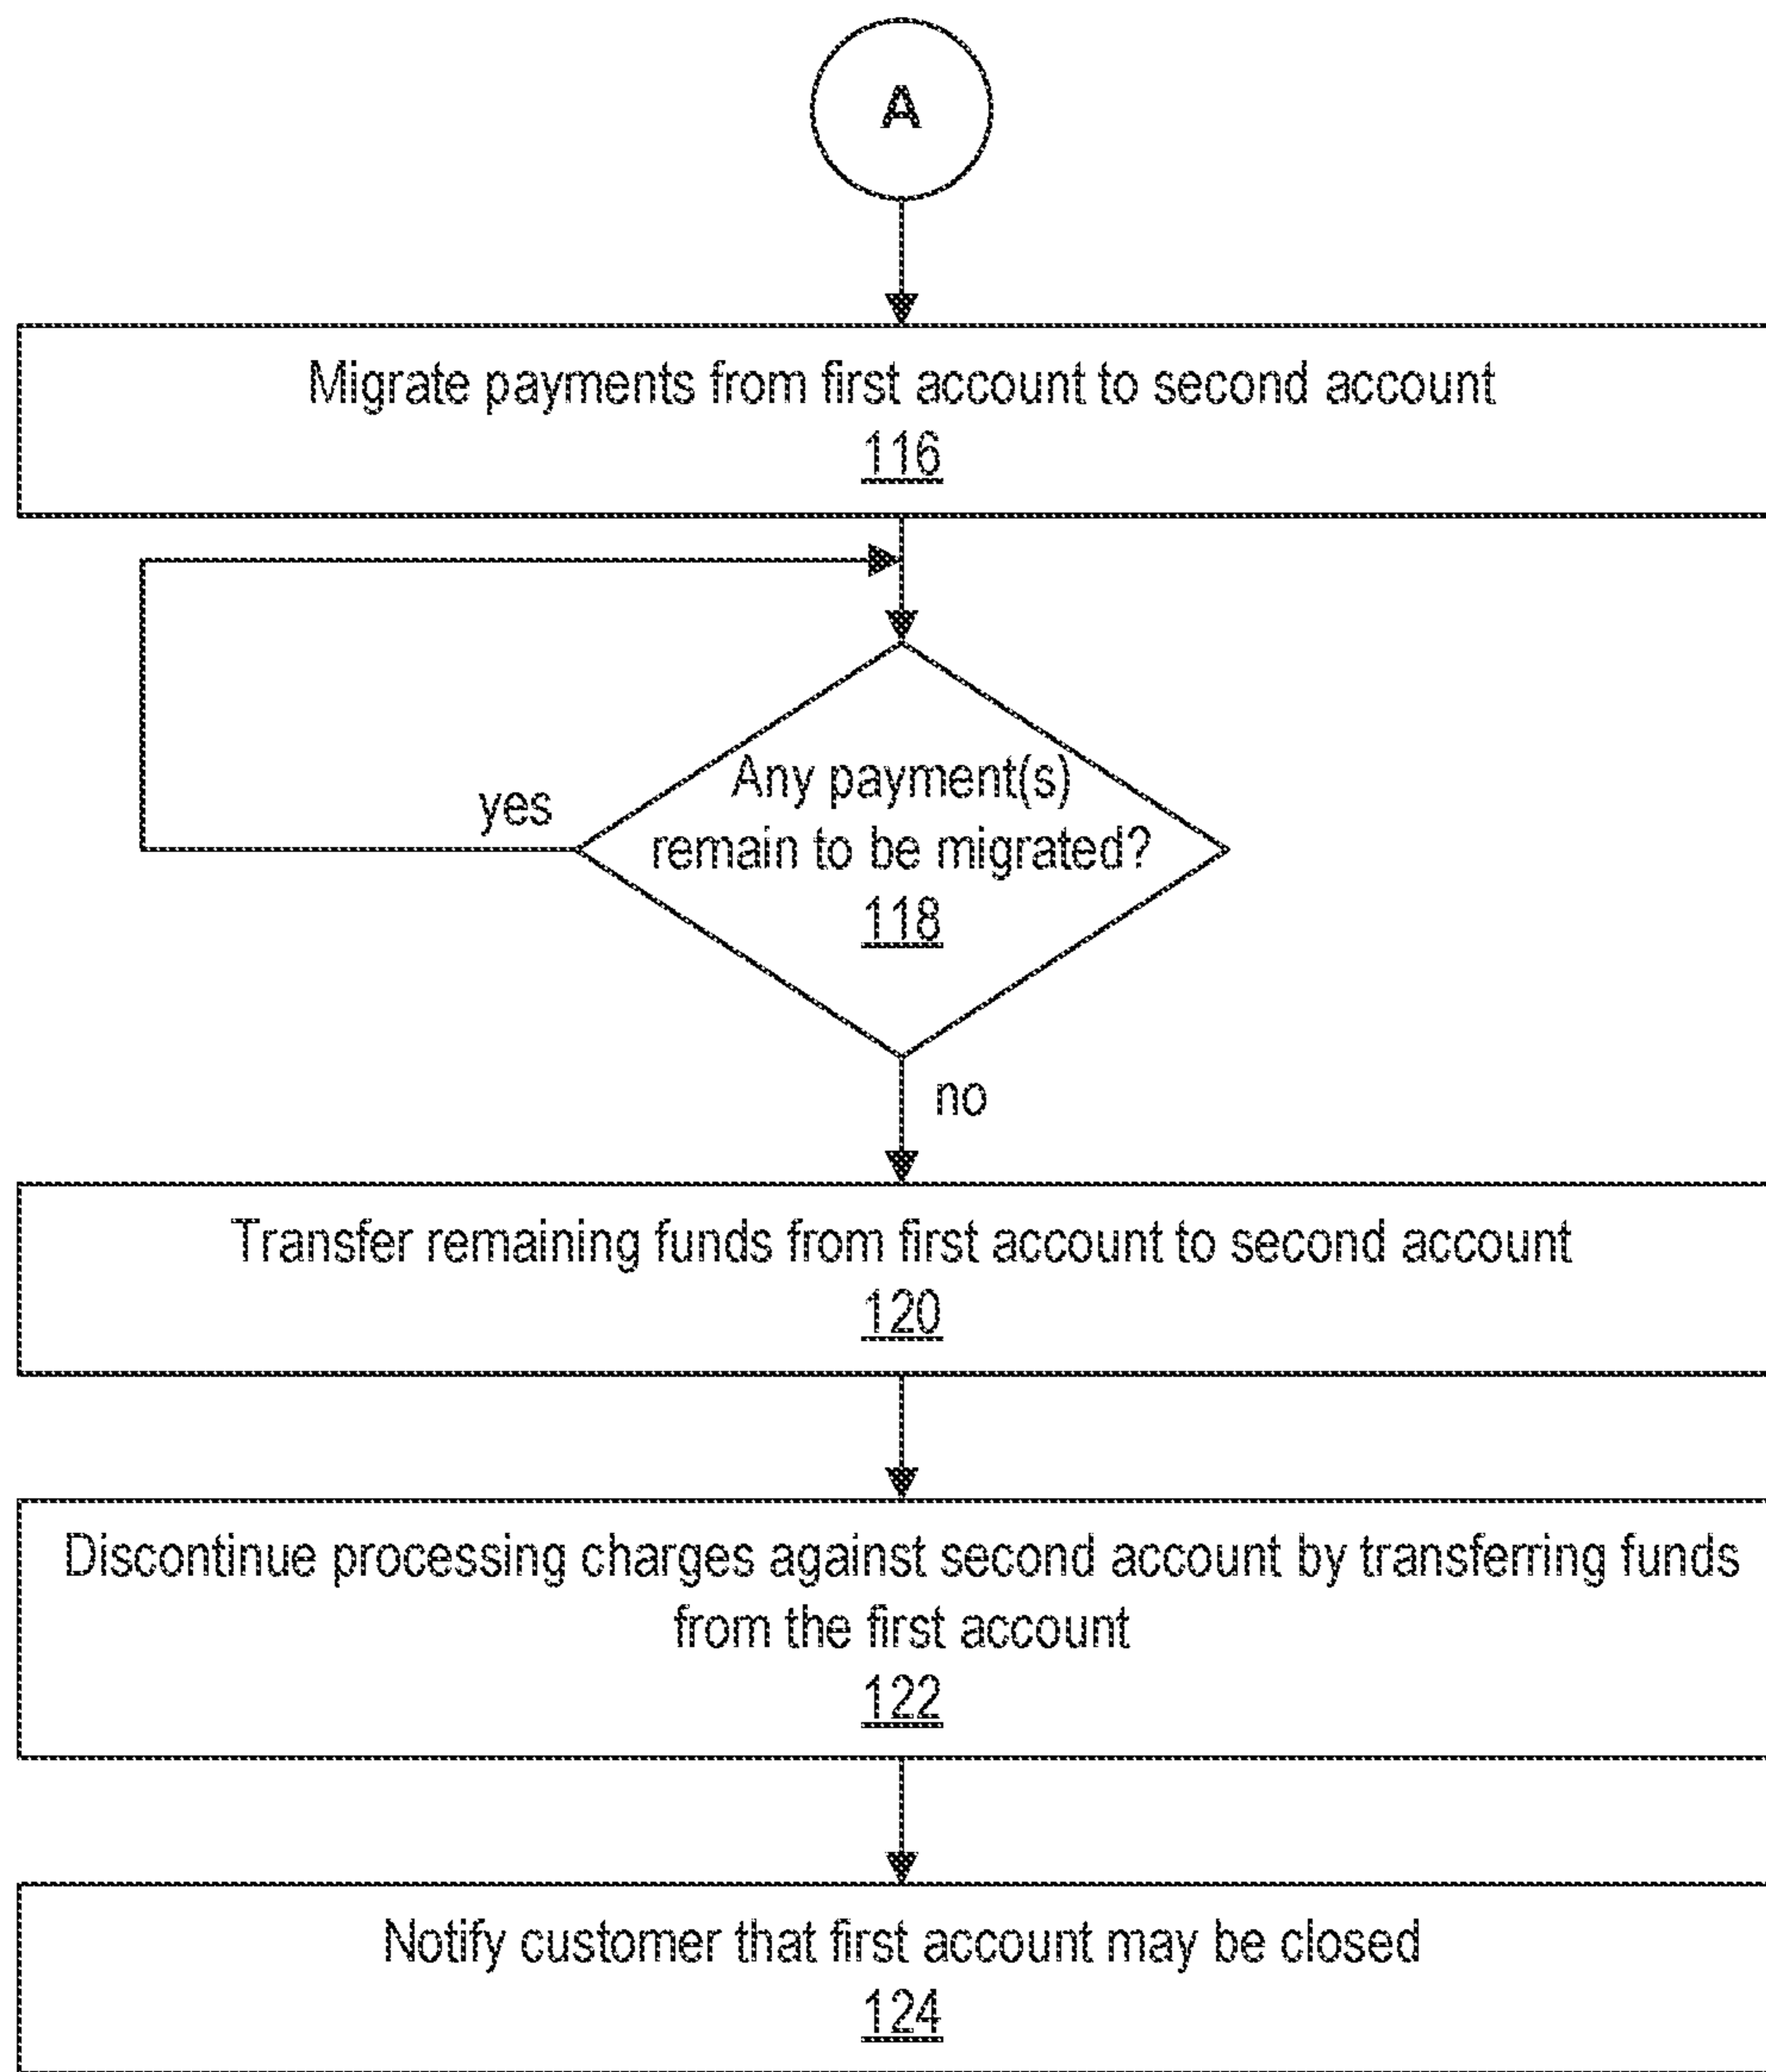 A
Migrate payments from first account to second account
116
yes
Any payment(s)
remain to be migrated?
118
no
Transfer remaining funds from first account to second account
120
Discontinue processing charges against second account by transferring funds
from the first account
122
Notify customer that first account may be closed
124